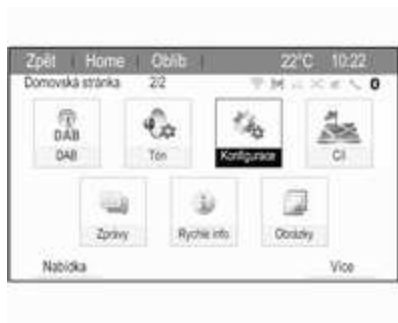 Zpět Home Oblíb 22°C 10:22
Domovská stránka 2/2
DAB
DAB Tón Konfigurace Cíl
Zprávy Rychlé info Obrázky
Nabídka Více